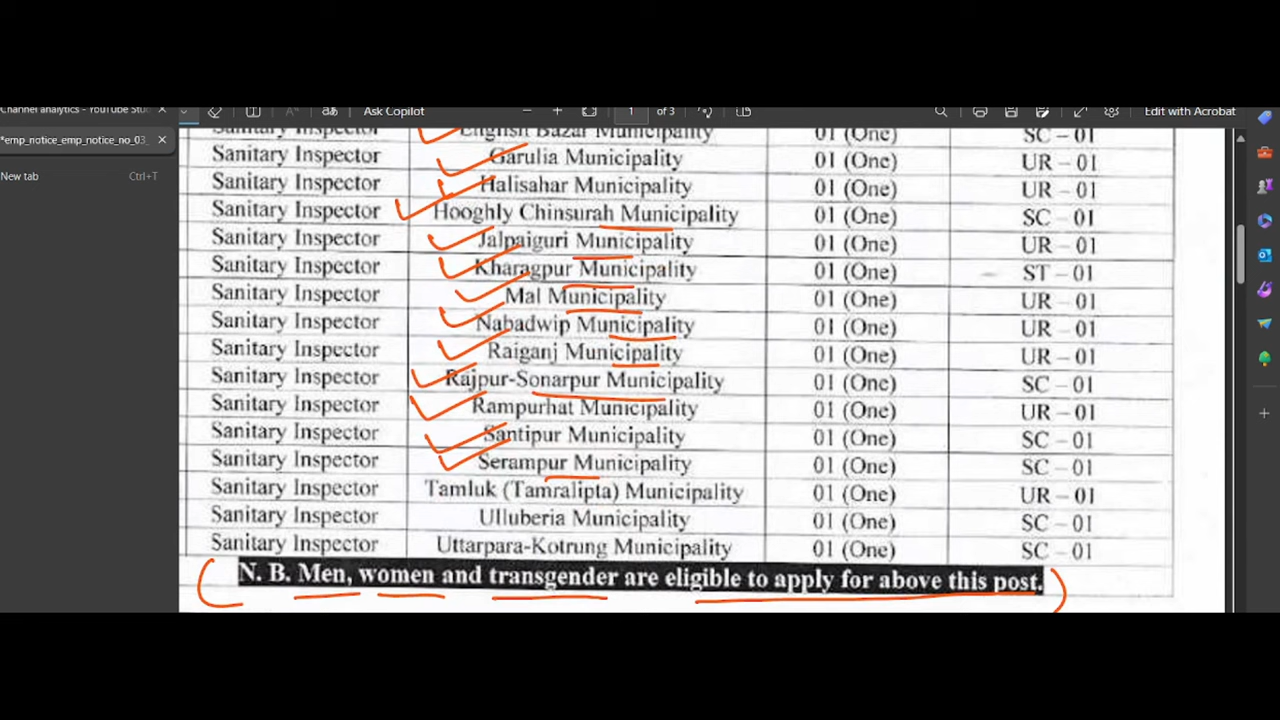 Channel analytics - YouTube Stu
Ask Copilot
1 of 3
Edit with Acrobat
*emp_notice_emp_notice_no_03_
New tab Ctrl+T
Sanitary Inspector English Bazar Municipality 01 (One) SC – 01
Sanitary Inspector Garulia Municipality 01 (One) UR – 01
Sanitary Inspector Halisahar Municipality 01 (One) UR – 01
Sanitary Inspector Hooghly Chinsurah Municipality 01 (One) SC – 01
Sanitary Inspector Jalpaiguri Municipality 01 (One) UR – 01
Sanitary Inspector Kharagpur Municipality 01 (One) ST – 01
Sanitary Inspector Mal Municipality 01 (One) UR – 01
Sanitary Inspector Nabadwip Municipality 01 (One) UR – 01
Sanitary Inspector Raiganj Municipality 01 (One) UR – 01
Sanitary Inspector Rajpur-Sonarpur Municipality 01 (One) SC – 01
Sanitary Inspector Rampurhat Municipality 01 (One) UR – 01
Sanitary Inspector Santipur Municipality 01 (One) SC – 01
Sanitary Inspector Serampur Municipality 01 (One) SC – 01
Sanitary Inspector Tamluk (Tamralipta) Municipality 01 (One) UR – 01
Sanitary Inspector Ulluberia Municipality 01 (One) SC – 01
Sanitary Inspector Uttarpara-Kotrung Municipality 01 (One) SC – 01
N. B. Men, women and transgender are eligible to apply for above this post.